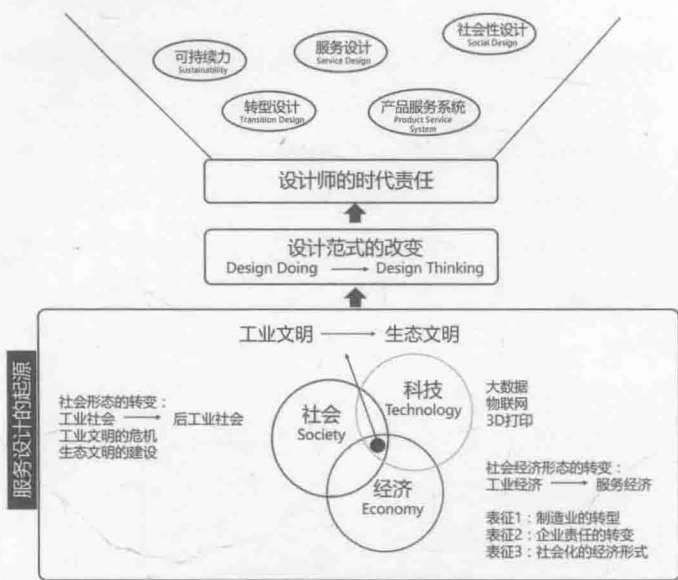 社会性设计
Social Design
服务设计
Service Design
可持续力
Sustainability
转型设计
Transition Design
产品服务系统
Product Service
System
设计师的时代责任
设计范式的改变
Design Doing → Design Thinking
服务设计的起源
工业文明 → 生态文明
科技
Technology
社会
Society
经济
Economy
社会形态的转变：
工业社会 → 后工业社会
工业文明的危机
生态文明的建设
大数据
物联网
3D打印
社会经济形态的转变：
工业经济 → 服务经济
表征1：制造业的转型
表征2：企业责任的转变
表征3：社会化的经济形式